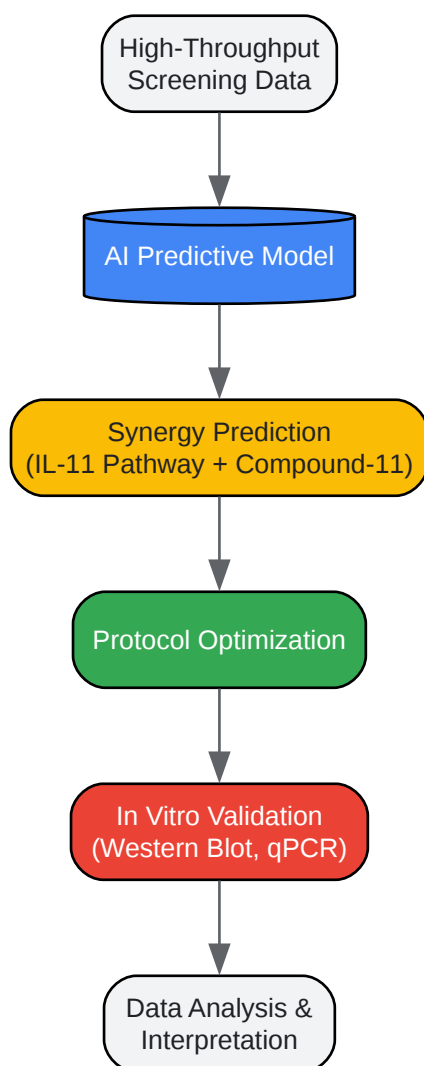 High-Throughput
Screening Data
AI Predictive Model
Synergy Prediction
(IL-11 Pathway + Compound-11)
Protocol Optimization
In Vitro Validation
(Western Blot, qPCR)
Data Analysis &
Interpretation